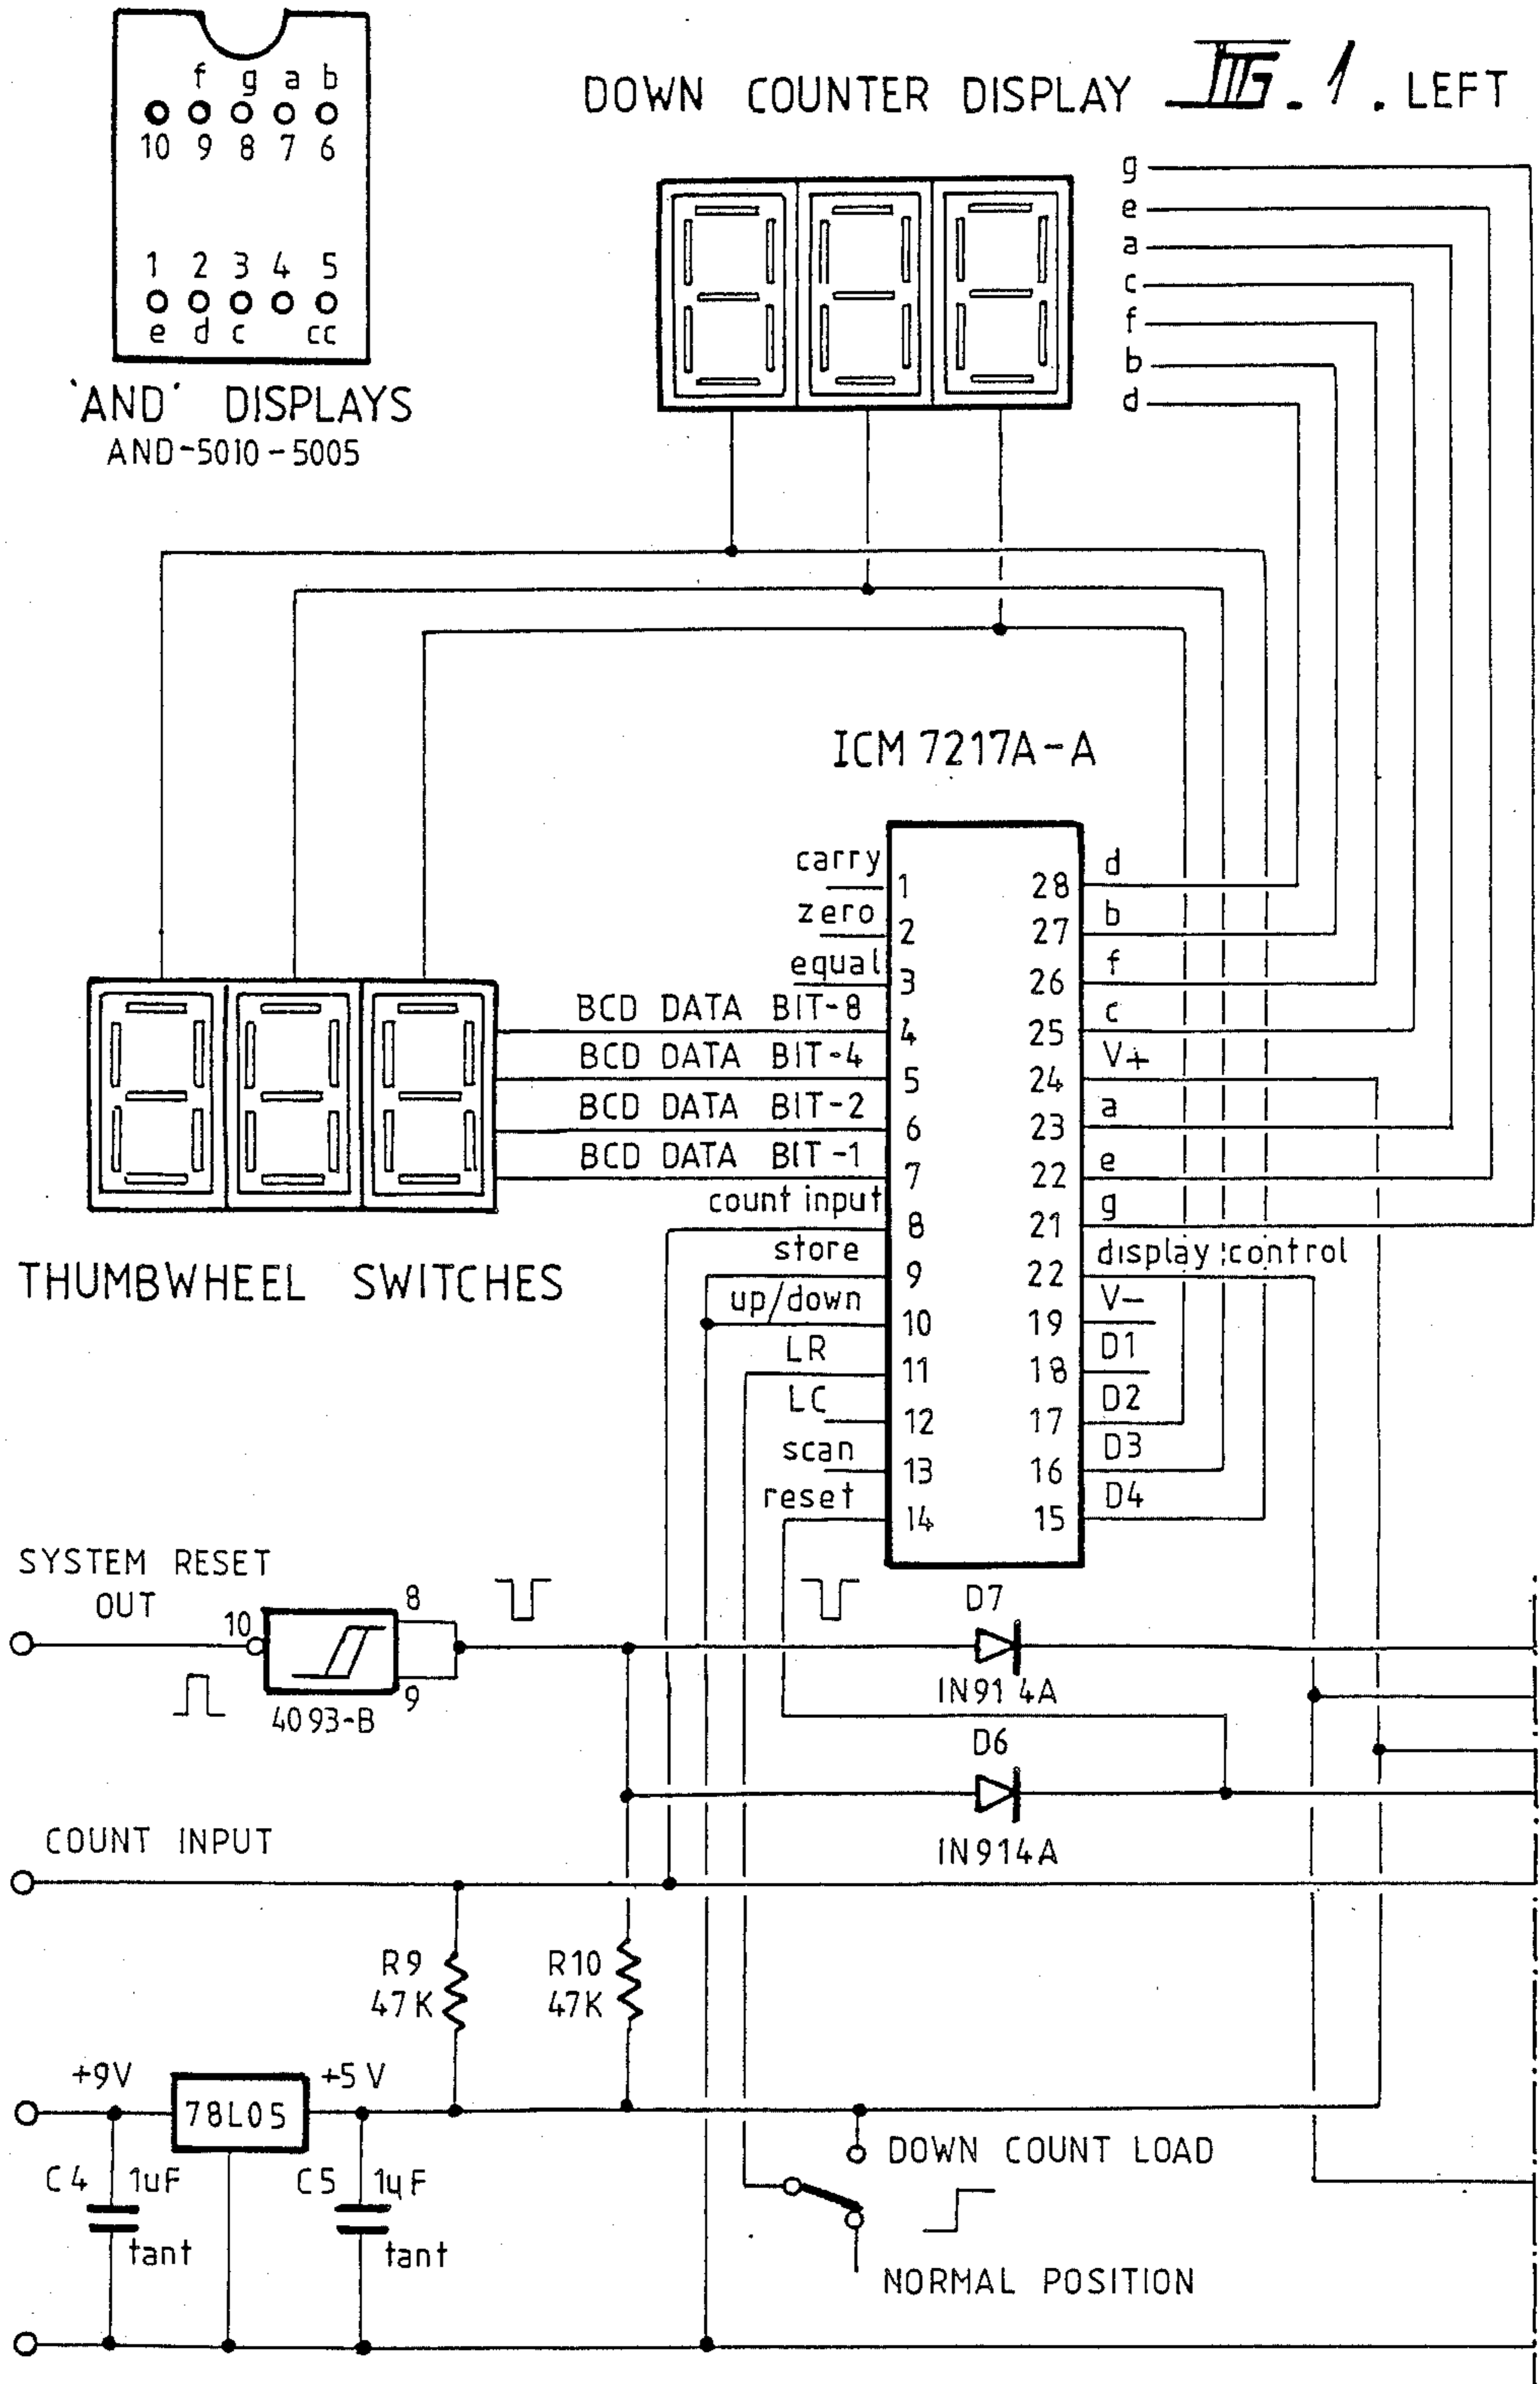 f g a b
10 9 8 7 6
1 2 3 4 5
e d c cc
'AND' DISPLAYS
AND-5010-5005
DOWN COUNTER DISPLAY FIG. 1. LEFT
g
e
a
c
f
b
d
ICM 7217A-A
carry 1
zero 2
equal 3
BCD DATA BIT-8 4
BCD DATA BIT-4 5
BCD DATA BIT-2 6
BCD DATA BIT-1 7
count input 8
store 9
up/down 10
LR 11
LC 12
scan 13
reset 14
28 d
27 b
26 f
25 c
24 V+
23 a
22 e
21 g
22 display control
19 V-
18 D1
17 D2
16 D3
15 D4
THUMBWHEEL SWITCHES
SYSTEM RESET
OUT
10
8
9
4093-B
D7
IN914A
D6
IN914A
COUNT INPUT
R9
47K
R10
47K
+9V
78L05
+5V
C4 1uF
tant
C5 1uF
tant
DOWN COUNT LOAD
NORMAL POSITION